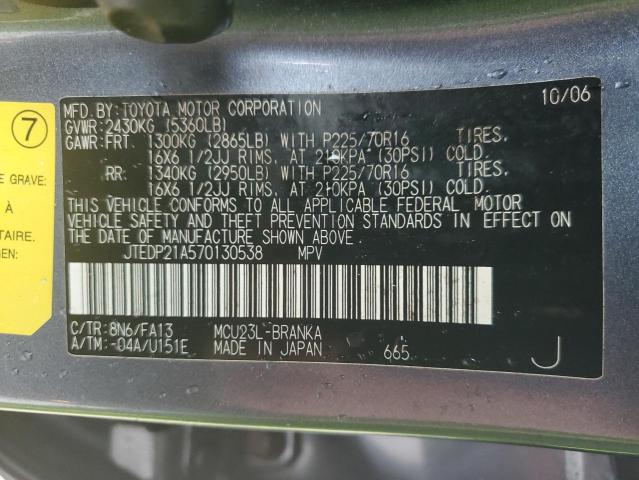 MFD.BY:TOYOTA MOTOR CORPORATION 10/06
GVWR:2430KG (5360LB)
GAWR:FRT. 1300KG (2865LB) WITH P225/70R16 TIRES.
16X6 1/2JJ RIMS. AT 210KPA (30PSI) COLD.
RR. 1340KG (2950LB) WITH P225/70R16 TIRES.
16X6 1/2JJ RIMS. AT 210KPA (30PSI) COLD.
THIS VEHICLE CONFORMS TO ALL APPLICABLE FEDERAL MOTOR
VEHICLE SAFETY AND THEFT PREVENTION STANDARDS IN EFFECT ON
THE DATE OF MANUFACTURE SHOWN ABOVE.
JTEDP21A570130538 MPV
C/TR:8N6/FA13 MCU23L-BRANKA
A/TM:-04A/U151E MADE IN JAPAN 665 J
7
E GRAVE:
À
TAIRE.
EN: